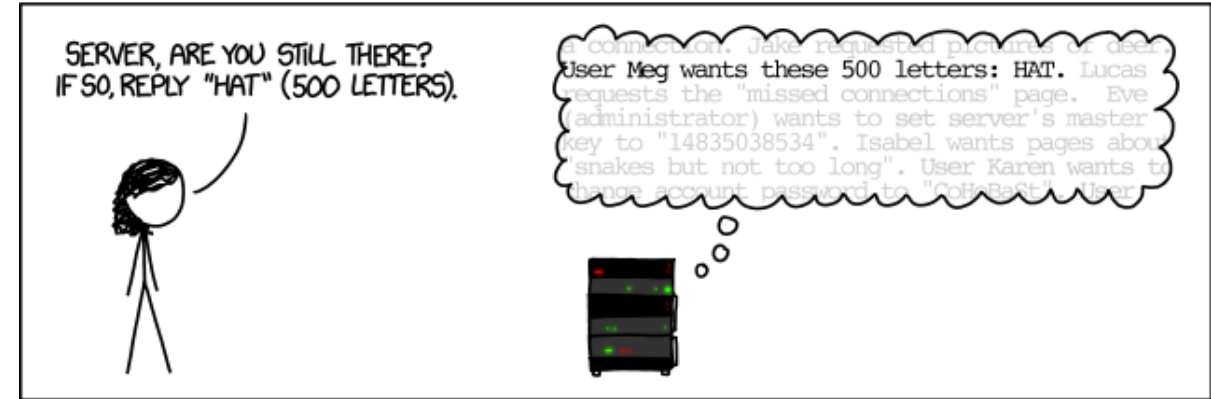 SERVER, ARE YOU STILL THERE?
IF SO, REPLY "HAT" (500 LETTERS).
a connection. Jake requested pictures of deer.
User Meg wants these 500 letters: HAT. Lucas
requests the "missed connections" page. Eve
(administrator) wants to set server's master
key to "14835038534". Isabel wants pages about
"snakes but not too long". User Karen wants to
change account password to "CoHoBaSt". User